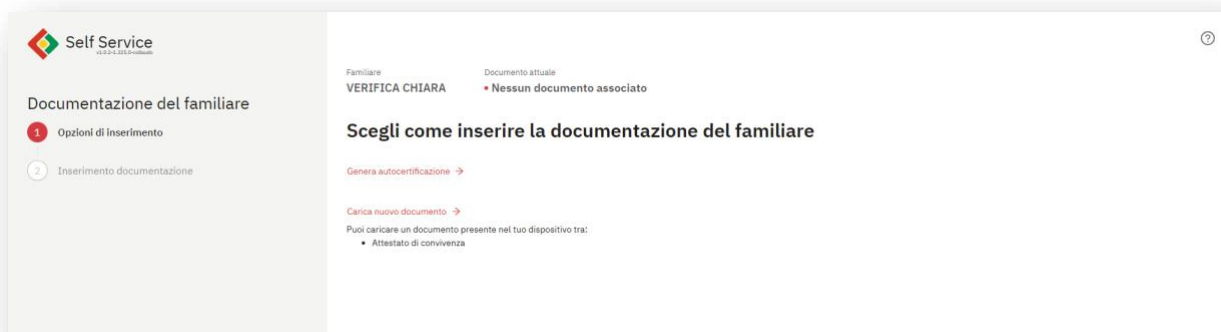 Self Service
Documentazione del familiare
1 Opzioni di inserimento
2 Inserimento documentazione
Familiare
VERIFICA CHIARA
Documento attuale
• Nessun documento associato
Scegli come inserire la documentazione del familiare
Genera autocertificazione →
Carica nuovo documento →
Puoi caricare un documento presente nel tuo dispositivo tra:
• Attestato di convivenza